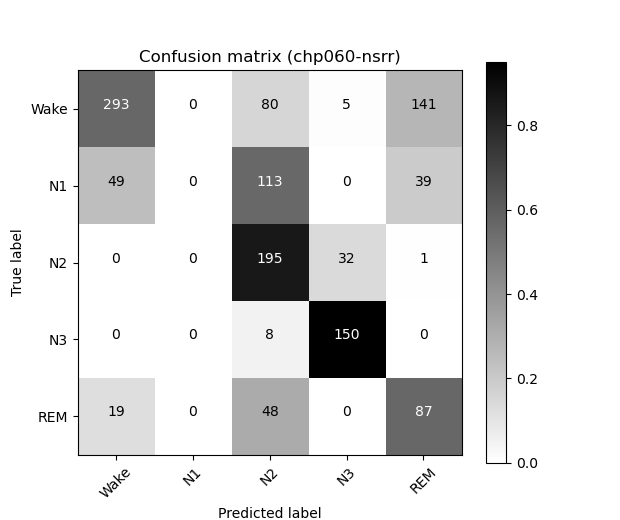 Confusion matrix (chp060-nsrr)
True label
Wake 293 0 80 5 141
N1 49 0 113 0 39
N2 0 0 195 32 1
N3 0 0 8 150 0
REM 19 0 48 0 87
Wake N1 N2 N3 REM
Predicted label
0.8
0.6
0.4
0.2
0.0